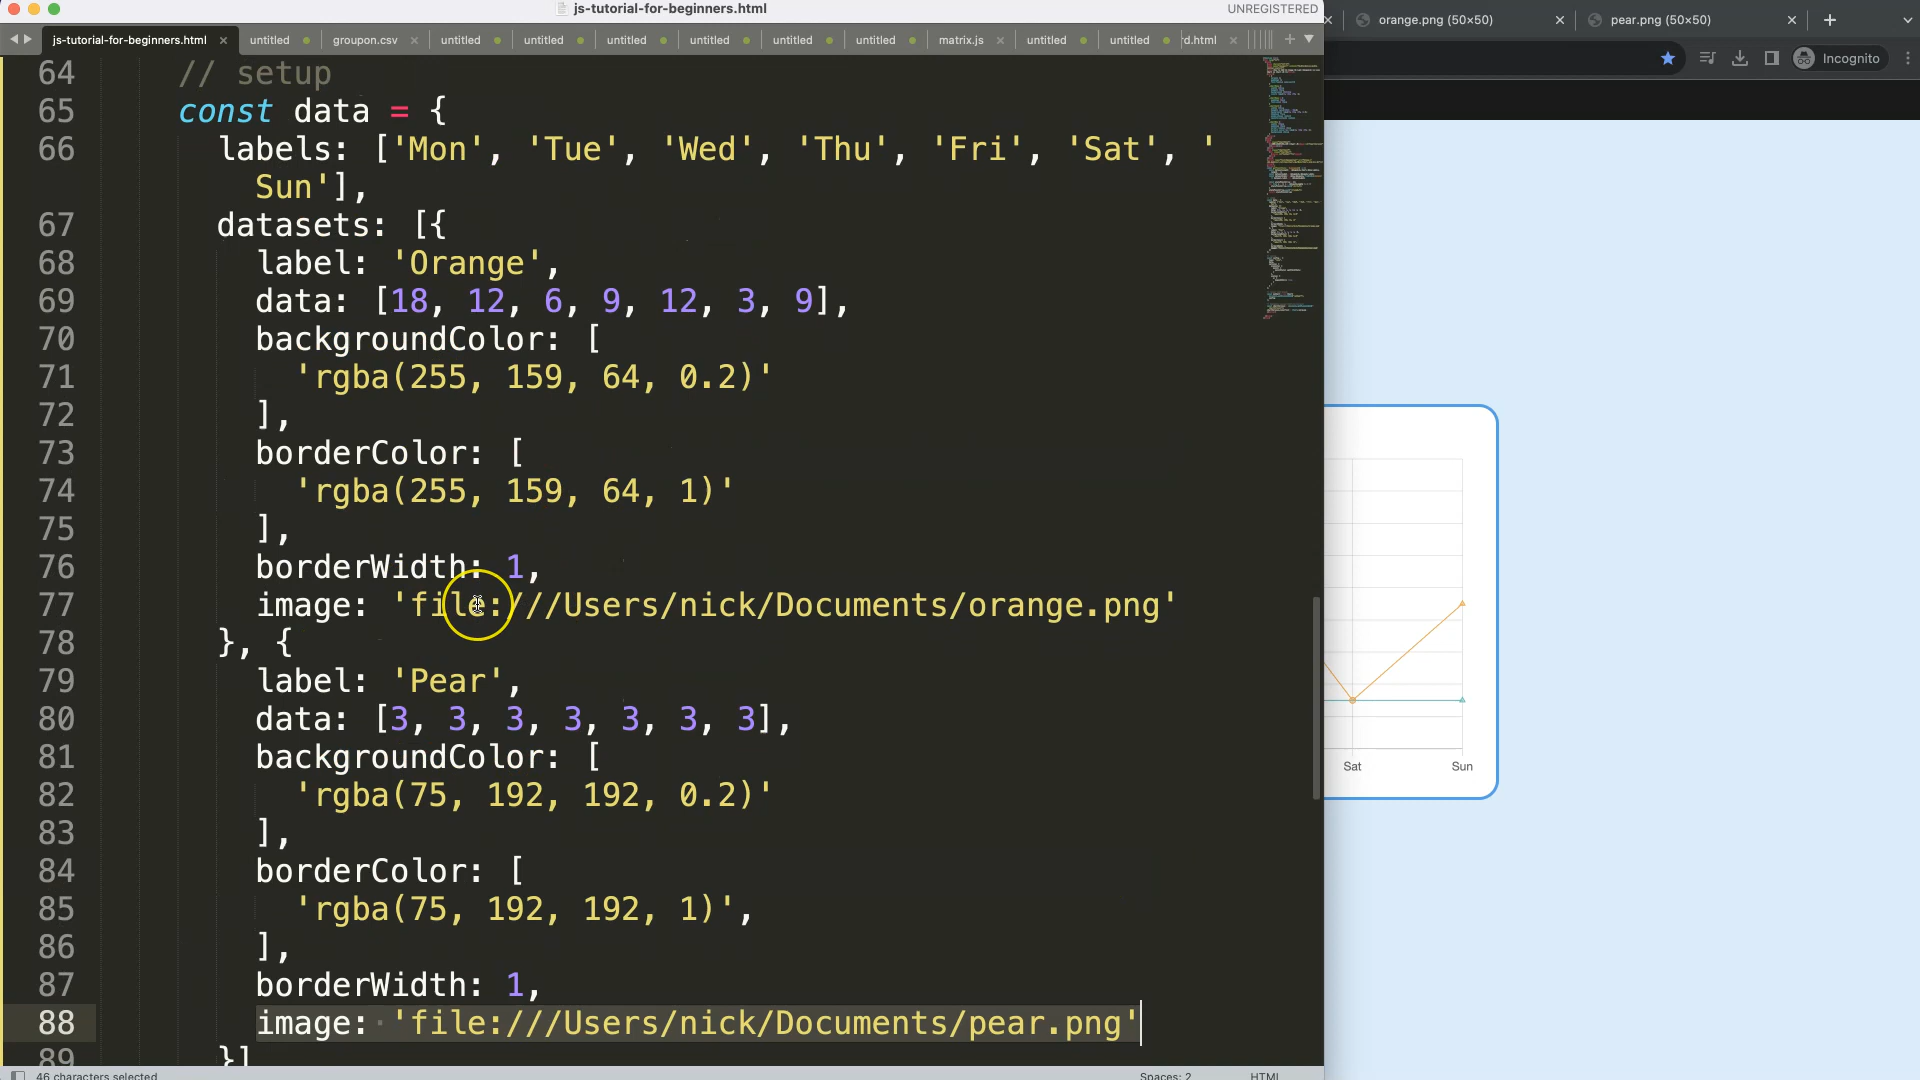 js-tutorial-for-beginners.html
UNREGISTERED
js-tutorial-for-beginners.html untitled groupon.csv untitled untitled untitled untitled untitled untitled matrix.js untitled untitled rd.html
orange.png (50×50) pear.png (50×50)
Incognito
64 // setup
65 const data = {
66 labels: ['Mon', 'Tue', 'Wed', 'Thu', 'Fri', 'Sat', '
Sun'],
67 datasets: [{
68 label: 'Orange',
69 data: [18, 12, 6, 9, 12, 3, 9],
70 backgroundColor: [
71 'rgba(255, 159, 64, 0.2)'
72 ],
73 borderColor: [
74 'rgba(255, 159, 64, 1)'
75 ],
76 borderWidth: 1,
77 image: 'file:///Users/nick/Documents/orange.png'
78 }, {
79 label: 'Pear',
80 data: [3, 3, 3, 3, 3, 3, 3],
81 backgroundColor: [
82 'rgba(75, 192, 192, 0.2)'
83 ],
84 borderColor: [
85 'rgba(75, 192, 192, 1)',
86 ],
87 borderWidth: 1,
88 image: 'file:///Users/nick/Documents/pear.png'
89 }]
Sat Sun
46 characters selected
Spaces: 2 HTML